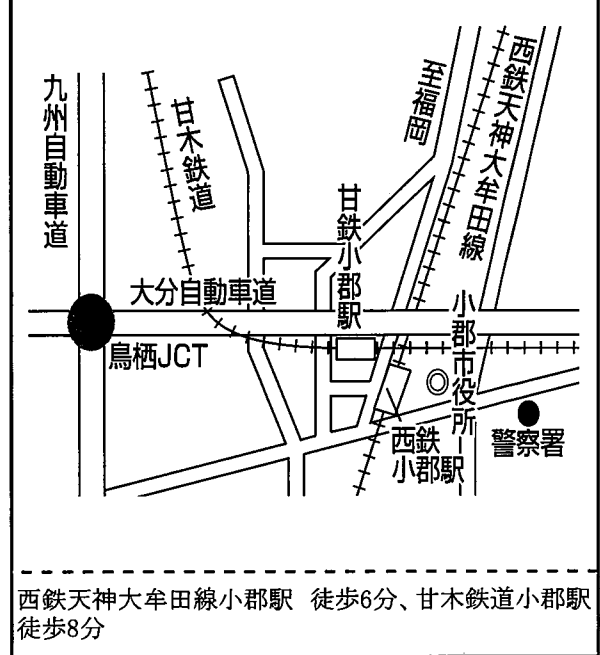 九州自動車道
甘木鉄道
至福岡
西鉄天神大牟田線
甘鉄小郡駅
大分自動車道
鳥栖JCT
小郡市役所
西鉄
小郡駅
警察署
西鉄天神大牟田線小郡駅 徒歩6分、甘木鉄道小郡駅
徒歩8分